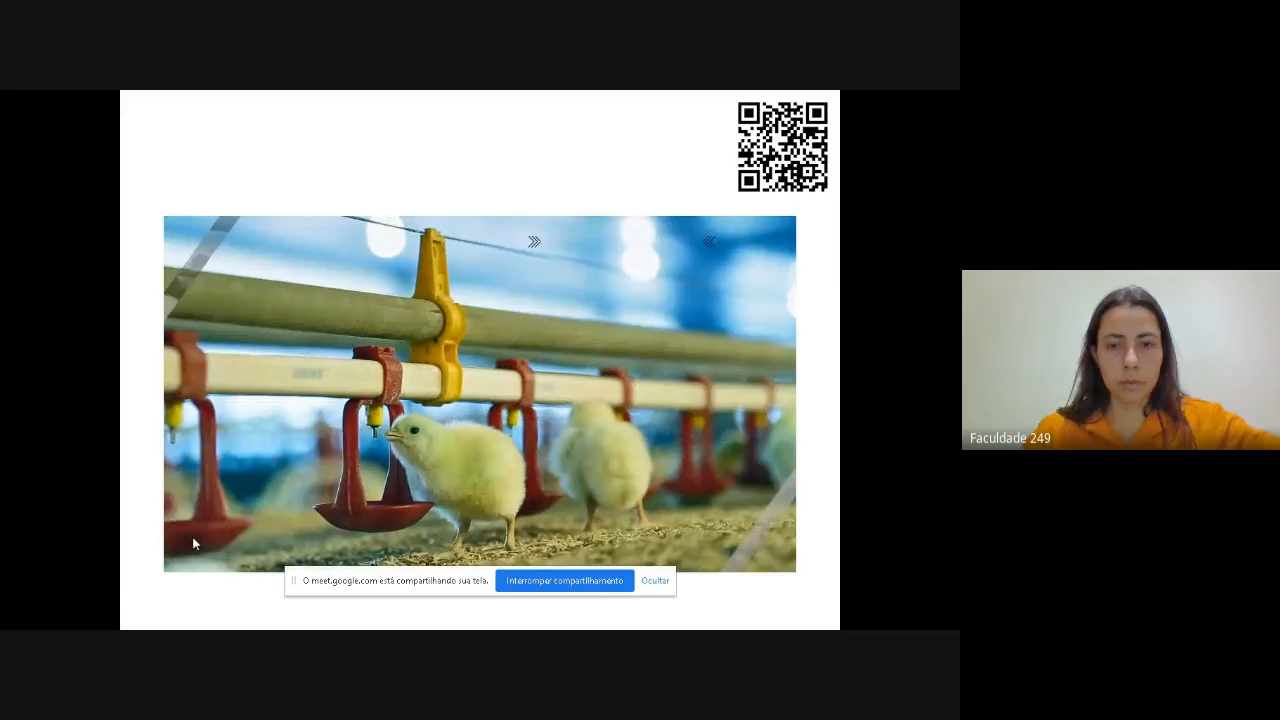 O meet.google.com está compartilhando sua tela.
Interromper compartilhamento
Ocultar
Faculdade 249